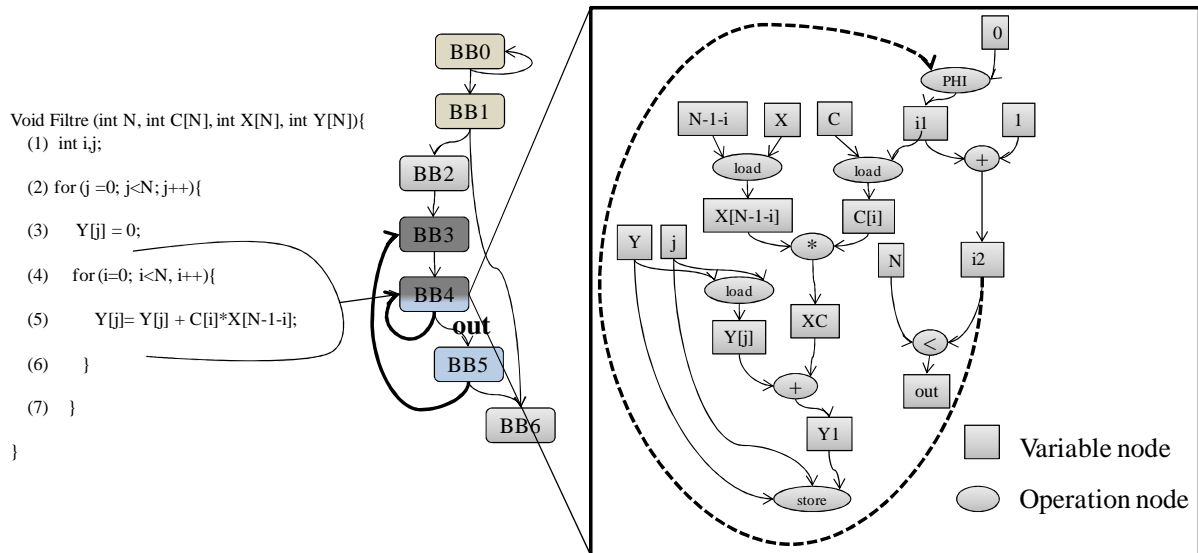 Void Filtre (int N, int C[N], int X[N], int Y[N]){
(1) int i,j;
(2) for (j =0; j<N; j++){
(3) Y[j] = 0;
(4) for (i=0; i<N, i++){
(5) Y[j]= Y[j] + C[i]*X[N-1-i];
(6) }
(7) }
}
BB0
BB1
BB2
BB3
BB4
out
BB5
BB6
0
PHI
N-1-i
X
C
i1
1
load
load
+
X[N-1-i]
C[i]
Y
j
*
N
i2
load
XC
Y[j]
<
+
out
Y1
store
Variable node
Operation node